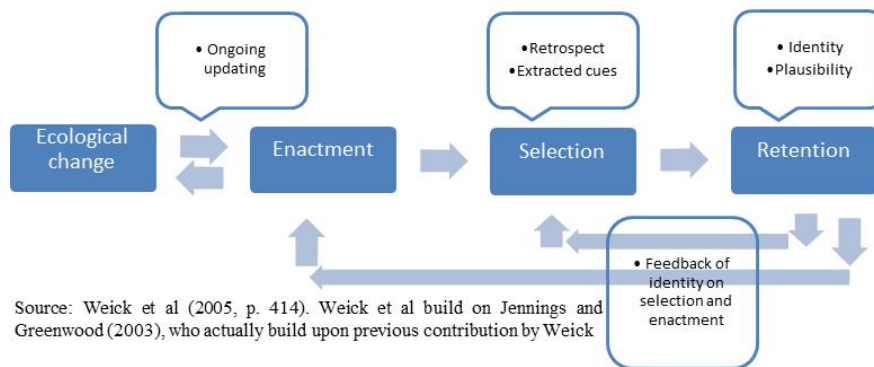 • Ongoing
updating
• Retrospect
• Extracted cues
• Identity
• Plausibility
Ecological
change
Enactment
Selection
Retention
• Feedback of
identity on
selection and
enactment
Source: Weick et al (2005, p. 414). Weick et al build on Jennings and
Greenwood (2003), who actually build upon previous contribution by Weick